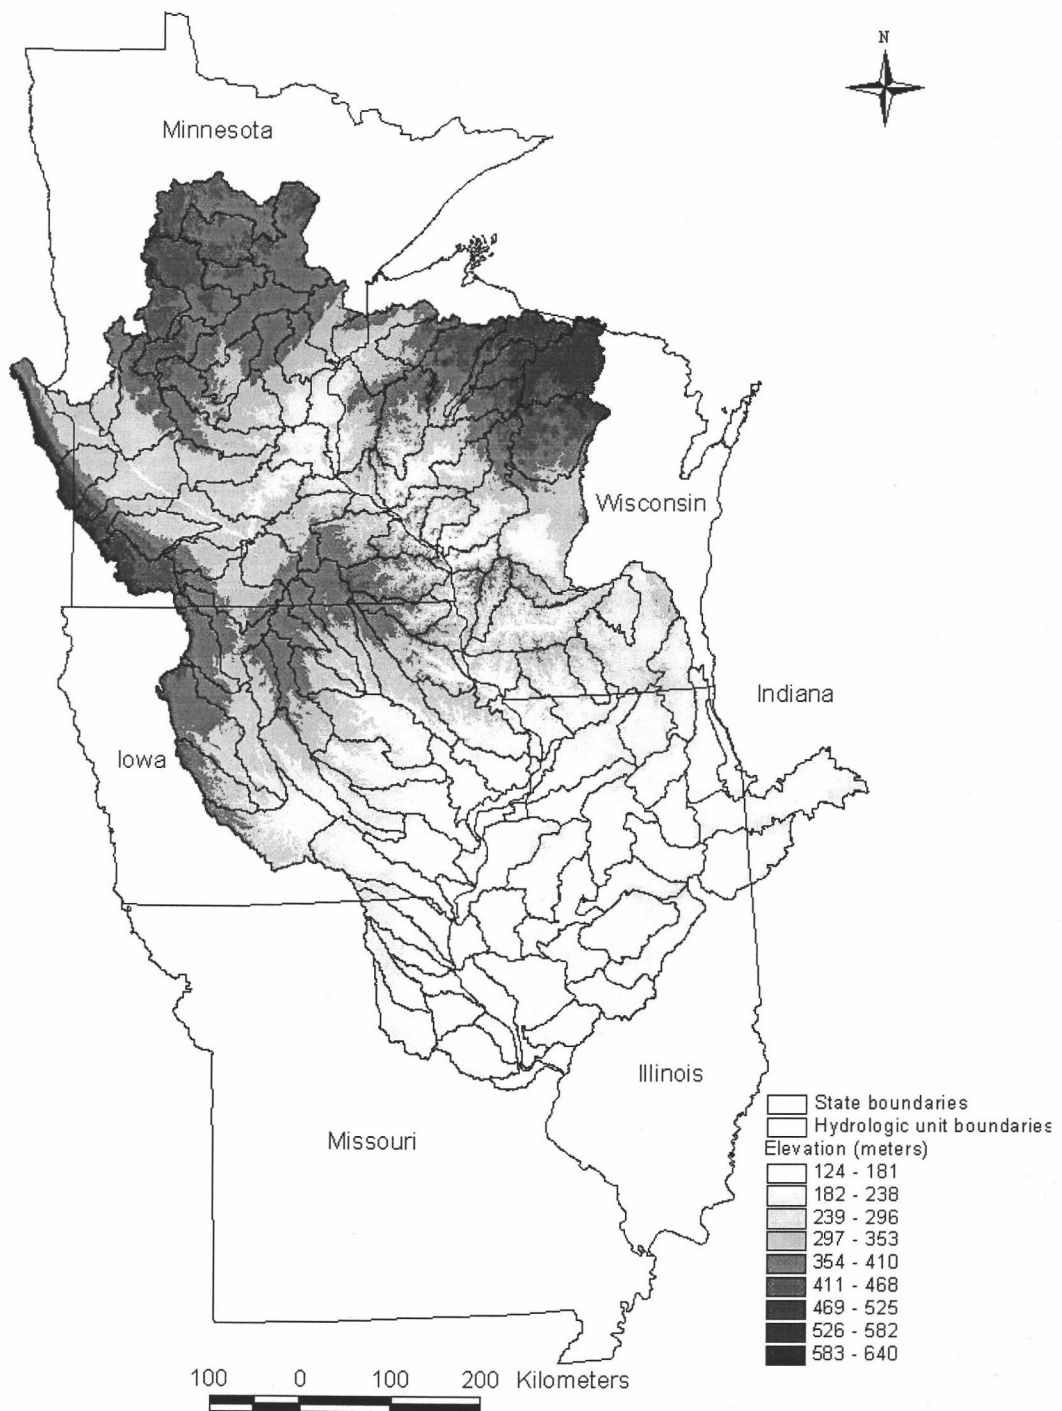 N
Minnesota
Wisconsin
Indiana
Iowa
Illinois
Missouri
State boundaries
Hydrologic unit boundaries
Elevation (meters)
124 - 181
182 - 238
239 - 296
297 - 353
354 - 410
411 - 468
469 - 525
526 - 582
583 - 640
100 0 100 200 Kilometers